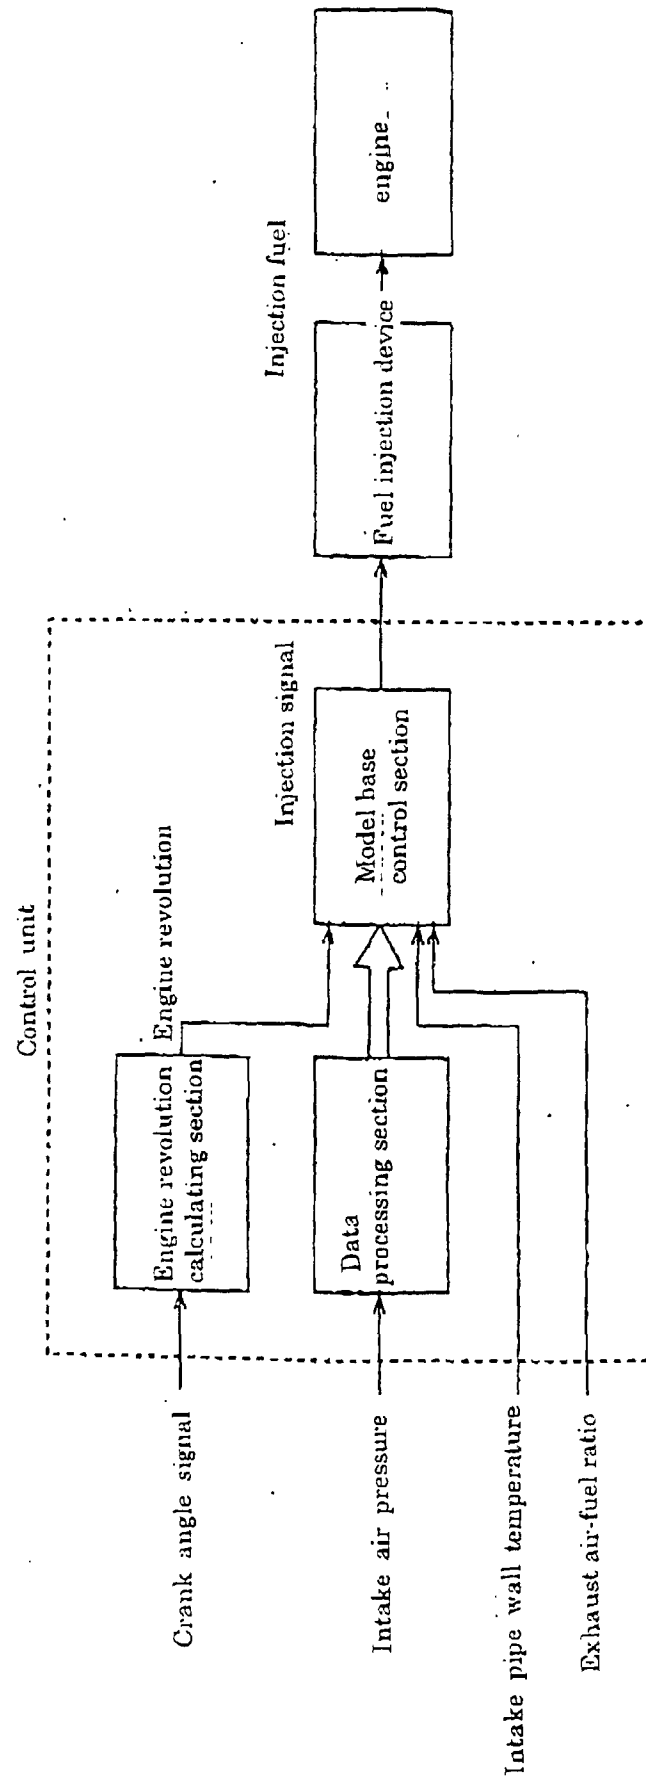 Control unit
Crank angle signal
Engine revolution
calculating section
Engine revolution
Intake air pressure
Data
processing section
Model base
control section
Injection signal
Fuel injection device
Injection fuel
engine
Intake pipe wall temperature
Exhaust air-fuel ratio